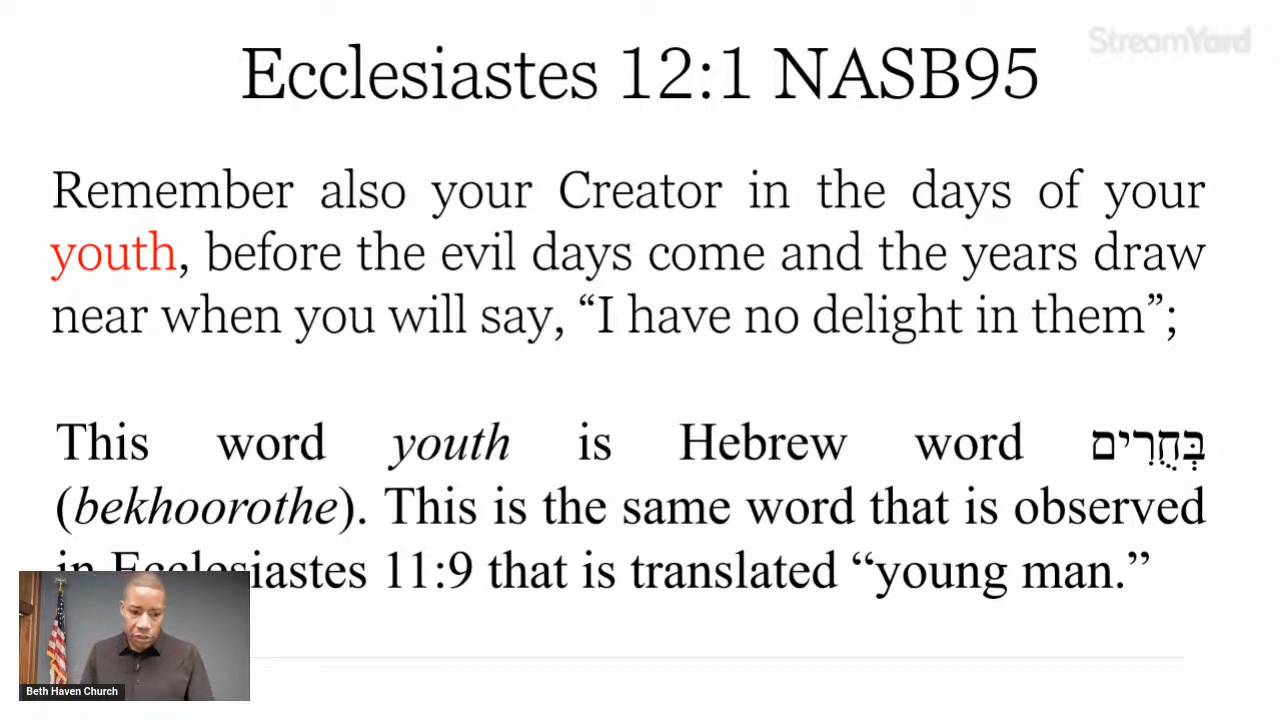 StreamYard
Ecclesiastes 12:1 NASB95
Remember also your Creator in the days of your
youth, before the evil days come and the years draw
near when you will say, “I have no delight in them”;
This word youth is Hebrew word בְּחֻרִים
(bekhoorothe). This is the same word that is observed
in Ecclesiastes 11:9 that is translated “young man.”
Beth Haven Church